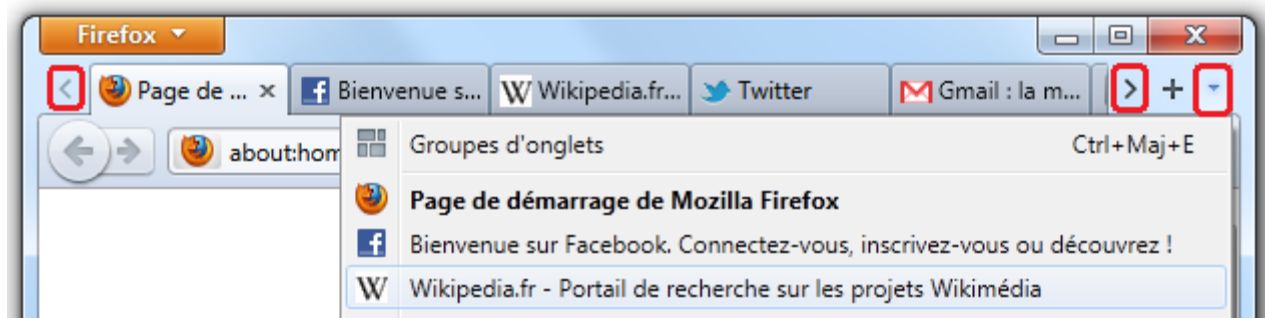 Firefox
Page de ... Bienvenue s... Wikipedia.fr... Twitter Gmail : la m...
about:hom
Groupes d'onglets Ctrl+Maj+E
Page de démarrage de Mozilla Firefox
Bienvenue sur Facebook. Connectez-vous, inscrivez-vous ou découvrez !
Wikipedia.fr - Portail de recherche sur les projets Wikimédia